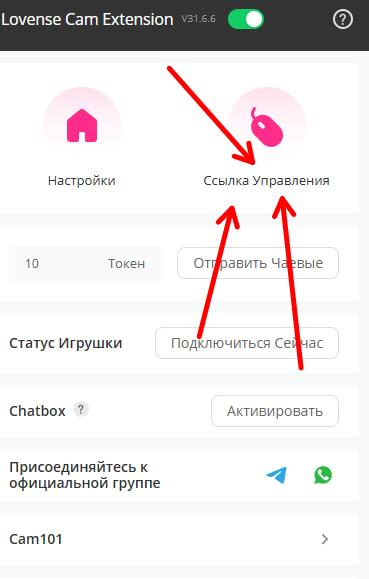 Lovense Cam Extension V31.6.6 ?
Настройки
Ссылка Управления
10 Токен
Отправить Чаевые
Статус Игрушки
Подключиться Сейчас
Chatbox ?
Активировать
Присоединяйтесь к
официальной группе
Cam101